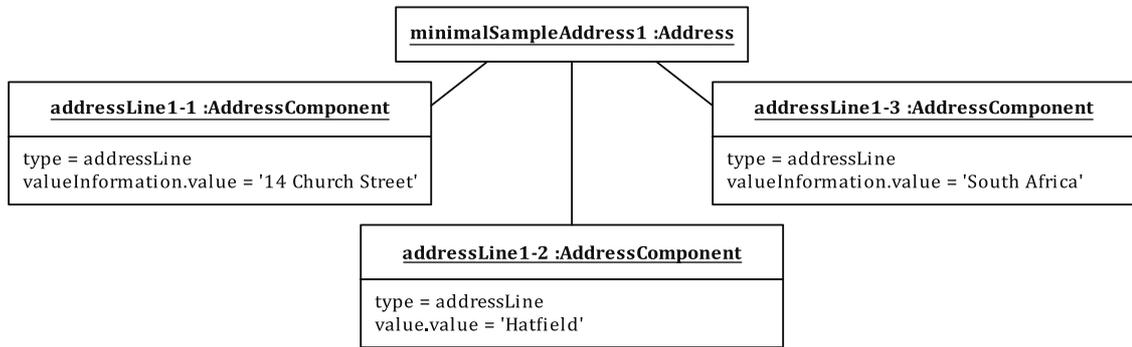 minimalSampleAddress1 :Address
addressLine1-1 :AddressComponent
type = addressLine
valueInformation.value = '14 Church Street'
addressLine1-3 :AddressComponent
type = addressLine
valueInformation.value = 'South Africa'
addressLine1-2 :AddressComponent
type = addressLine
value.value = 'Hatfield'